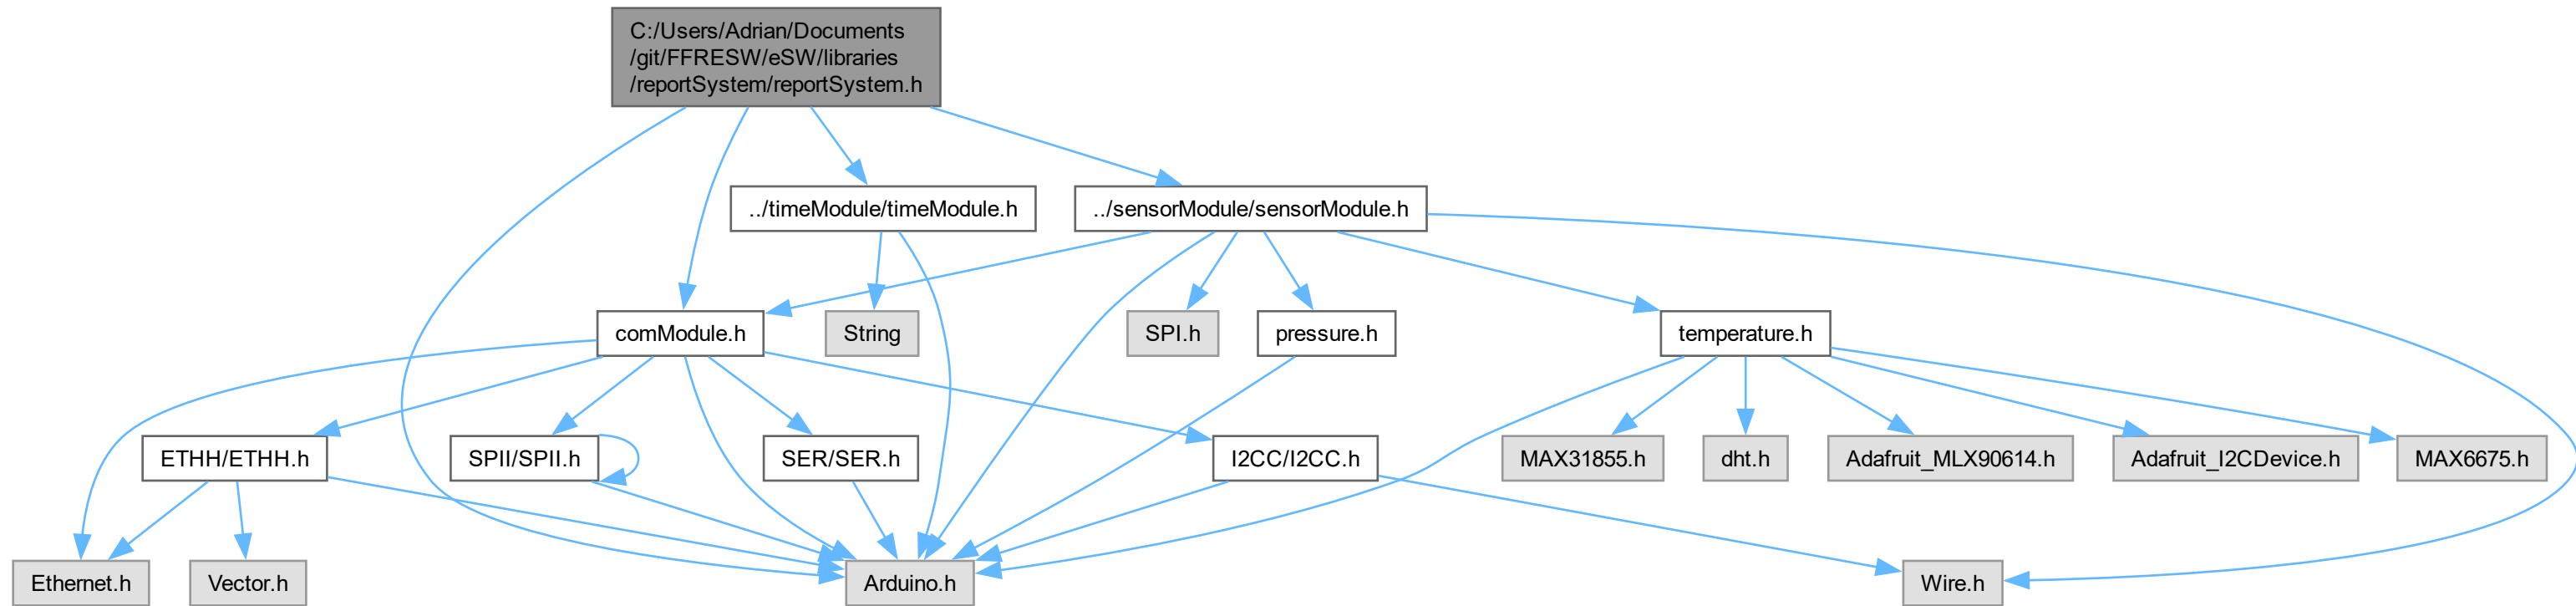 C:/Users/Adrian/Documents
/git/FFRESW/eSW/libraries
/reportSystem/reportSystem.h
../timeModule/timeModule.h
../sensorModule/sensorModule.h
comModule.h
String
SPI.h
pressure.h
temperature.h
ETHH/ETHH.h
SPII/SPII.h
SER/SER.h
I2CC/I2CC.h
MAX31855.h
dht.h
Adafruit_MLX90614.h
Adafruit_I2CDevice.h
MAX6675.h
Ethernet.h
Vector.h
Arduino.h
Wire.h